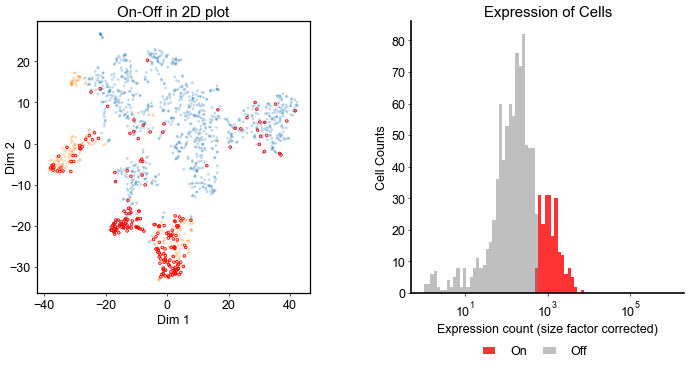 On-Off in 2D plot
Dim 2
20
10
0
−10
−20
−30
−40 −20 0 20 40
Dim 1
Expression of Cells
Cell Counts
80
70
60
50
40
30
20
10
0
10^1 10^3 10^5
Expression count (size factor corrected)
On Off